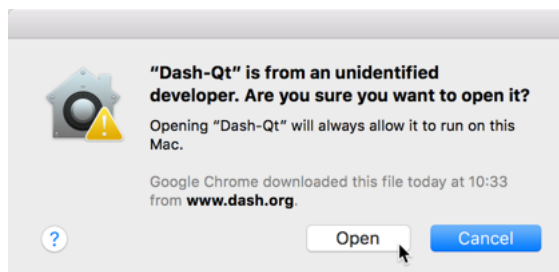 “Dash-Qt” is from an unidentified
developer. Are you sure you want to open it?
Opening “Dash-Qt” will always allow it to run on this
Mac.
Google Chrome downloaded this file today at 10:33
from www.dash.org.
?
Open
Cancel